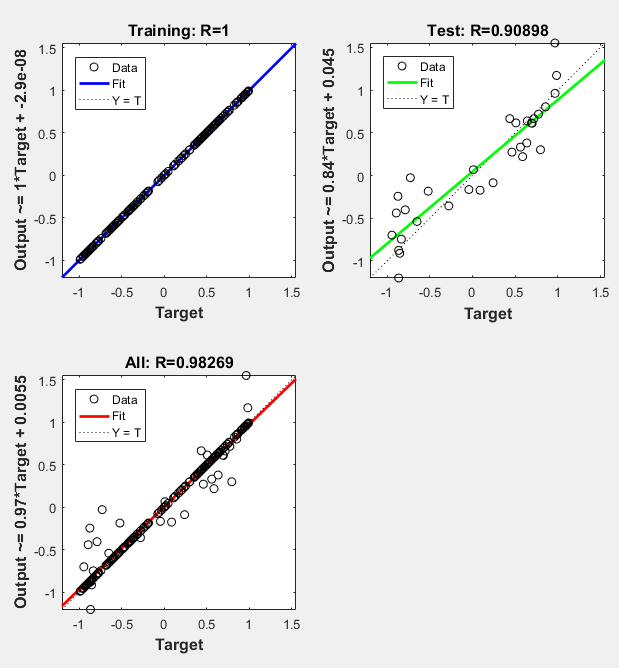 Training: R=1
Output ~= 1*Target + -2.9e-08
Data
Fit
Y = T
1.5
1
0.5
0
-0.5
-1
-1 -0.5 0 0.5 1 1.5
Target
Test: R=0.90898
Output ~= 0.84*Target + 0.045
Data
Fit
Y = T
1.5
1
0.5
0
-0.5
-1
-1 -0.5 0 0.5 1 1.5
Target
All: R=0.98269
Output ~= 0.97*Target + 0.0055
Data
Fit
Y = T
1.5
1
0.5
0
-0.5
-1
-1 -0.5 0 0.5 1 1.5
Target